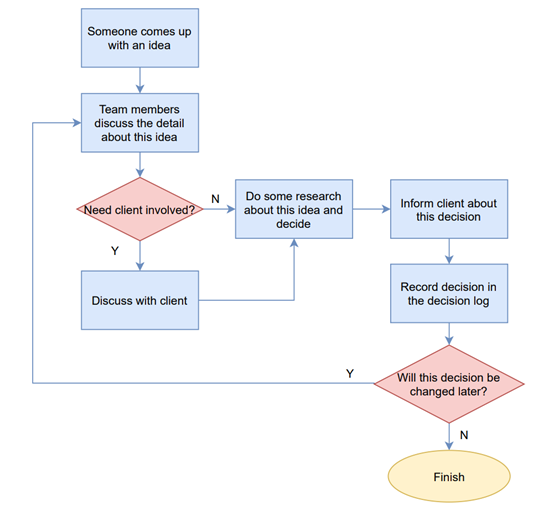 Someone comes up
with an idea
Team members
discuss the detail
about this idea
Need client involved?
N
Do some research
about this idea and
decide
Inform client about
this decision
Y
Discuss with client
Record decision in
the decision log
Will this decision be
changed later?
Y
N
Finish